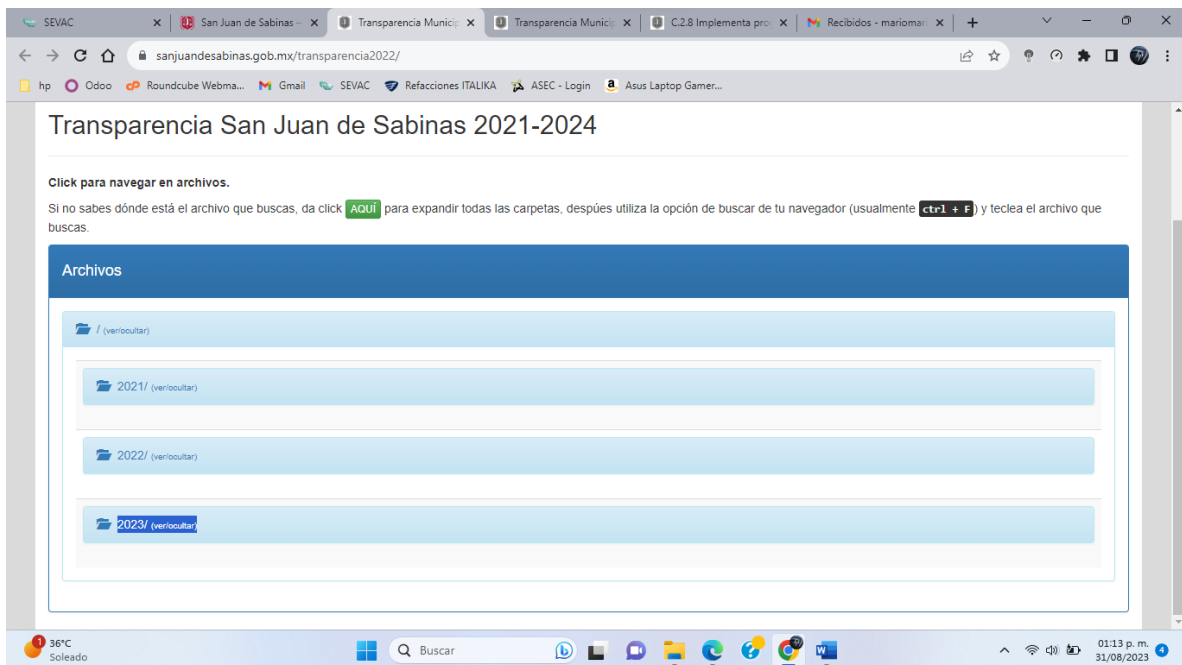 SEVAC
San Juan de Sabinas –
Transparencia Municip
Transparencia Municip
C.2.8 Implementa pro
Recibidos - mariomar
sanjuandesabinas.gob.mx/transparencia2022/
hp
Odoo
Roundcube Webma...
Gmail
SEVAC
Refacciones ITALIKA
ASEC - Login
Asus Laptop Gamer...
Transparencia San Juan de Sabinas 2021-2024
Click para navegar en archivos.
Si no sabes dónde está el archivo que buscas, da click AQUÍ para expandir todas las carpetas, despúes utiliza la opción de buscar de tu navegador (usualmente ctrl + F) y teclea el archivo que
buscas.
Archivos
/ (ver/ocultar)
2021/ (ver/ocultar)
2022/ (ver/ocultar)
2023/ (ver/ocultar)
1
36°C
Soleado
Buscar
01:13 p. m.
31/08/2023
4